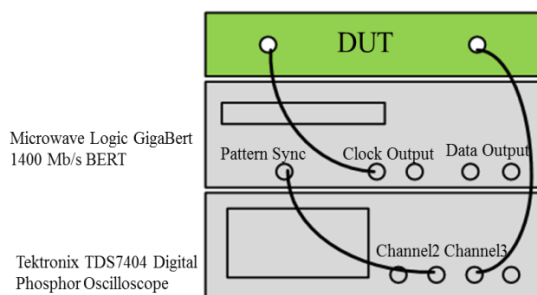 DUT
Microwave Logic GigaBert
1400 Mb/s BERT
Pattern Sync
Clock Output
Data Output
Tektronix TDS7404 Digital
Phosphor Oscilloscope
Channel2 Channel3